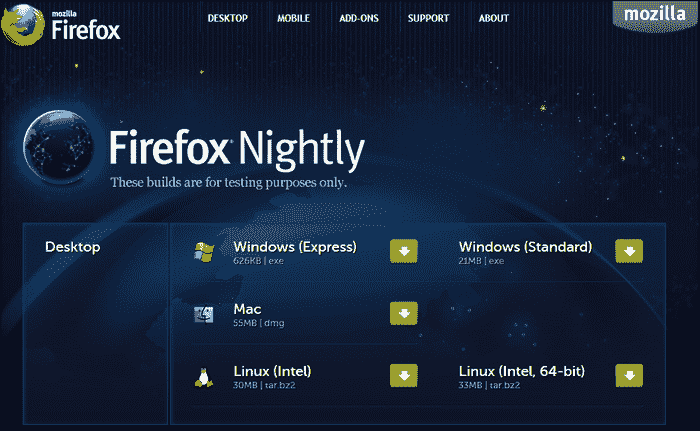 mozilla
Firefox
DESKTOP MOBILE ADD-ONS SUPPORT ABOUT
mozilla
Firefox Nightly
These builds are for testing purposes only.
Desktop
Windows (Express) Windows (Standard)
626KB | exe 21MB | exe
Mac
55MB | dmg
Linux (Intel) Linux (Intel, 64-bit)
30MB | tar.bz2 33MB | tar.bz2